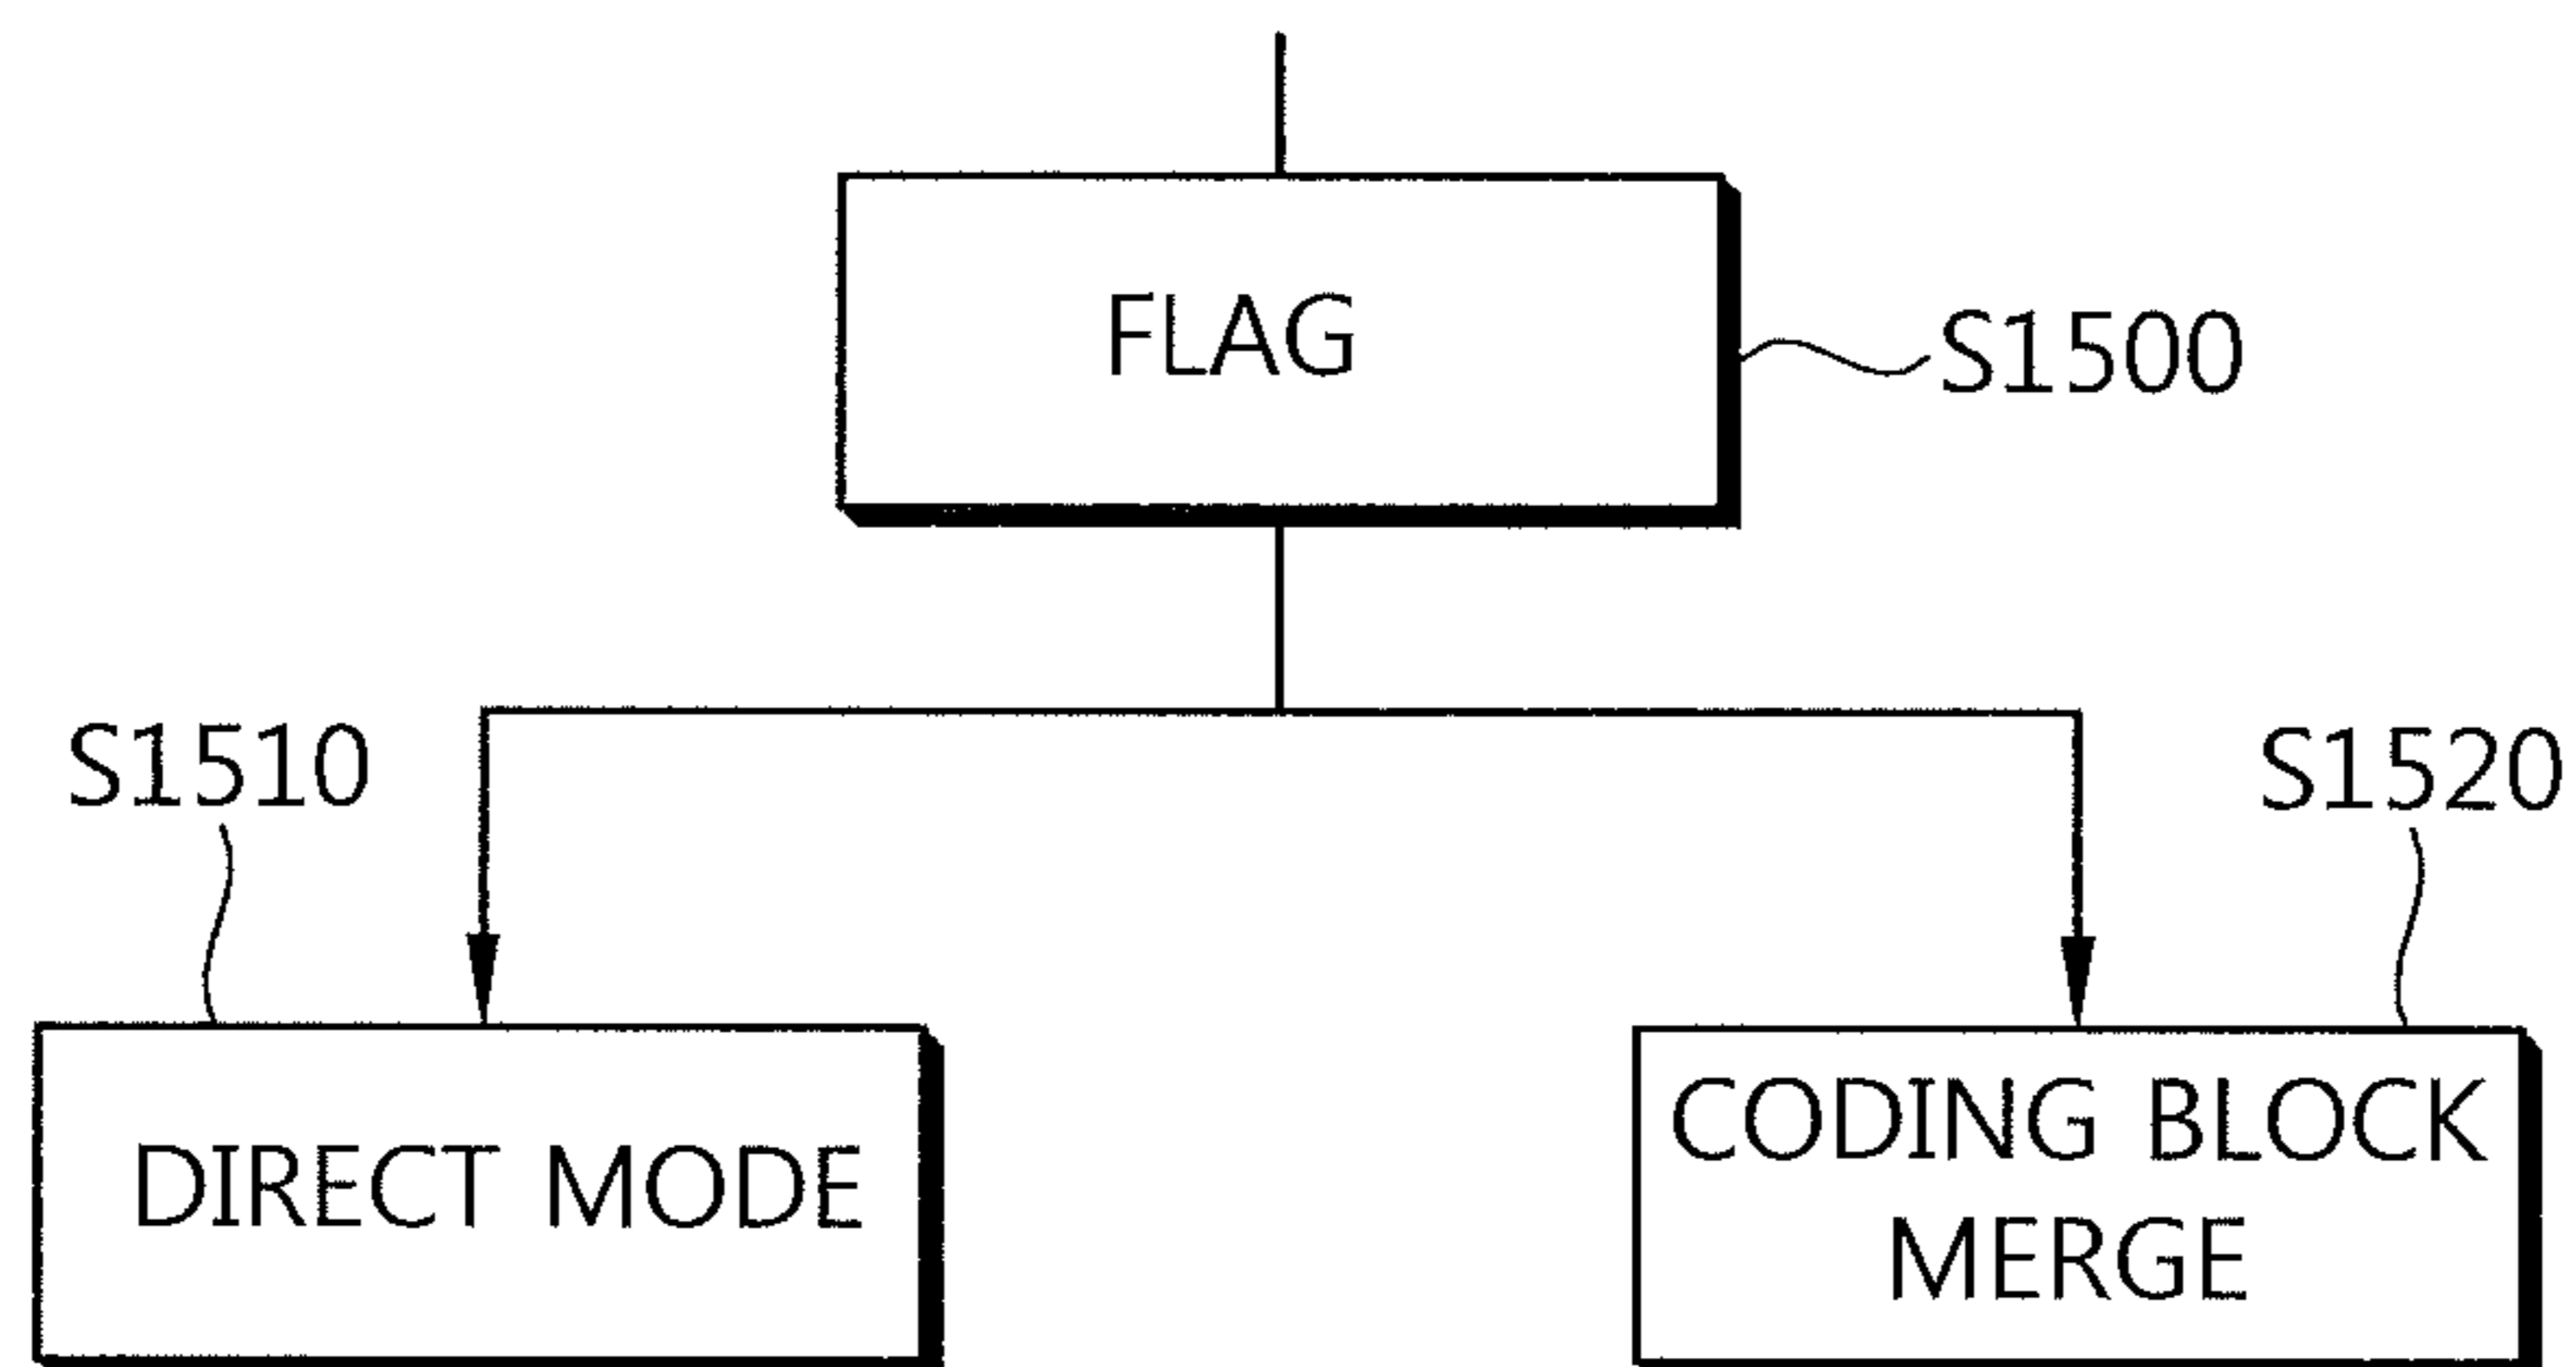 FLAG
S1500
S1510
S1520
DIRECT MODE
CODING BLOCK
MERGE